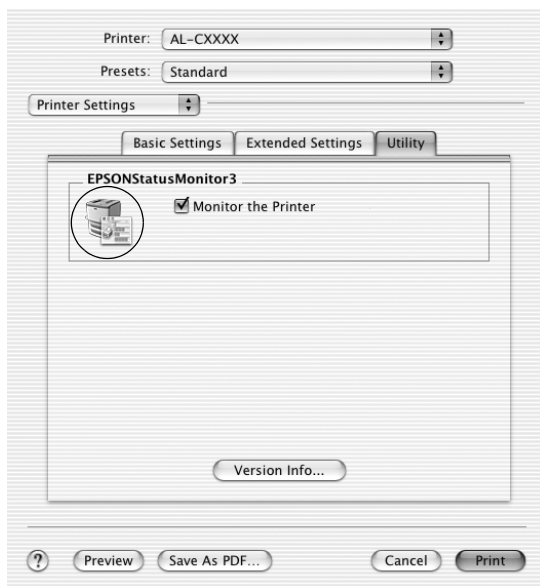 Printer: AL-CXXXX
Presets: Standard
Printer Settings
Basic Settings Extended Settings Utility
EPSONStatusMonitor3
Monitor the Printer
Version Info...
? Preview Save As PDF... Cancel Print